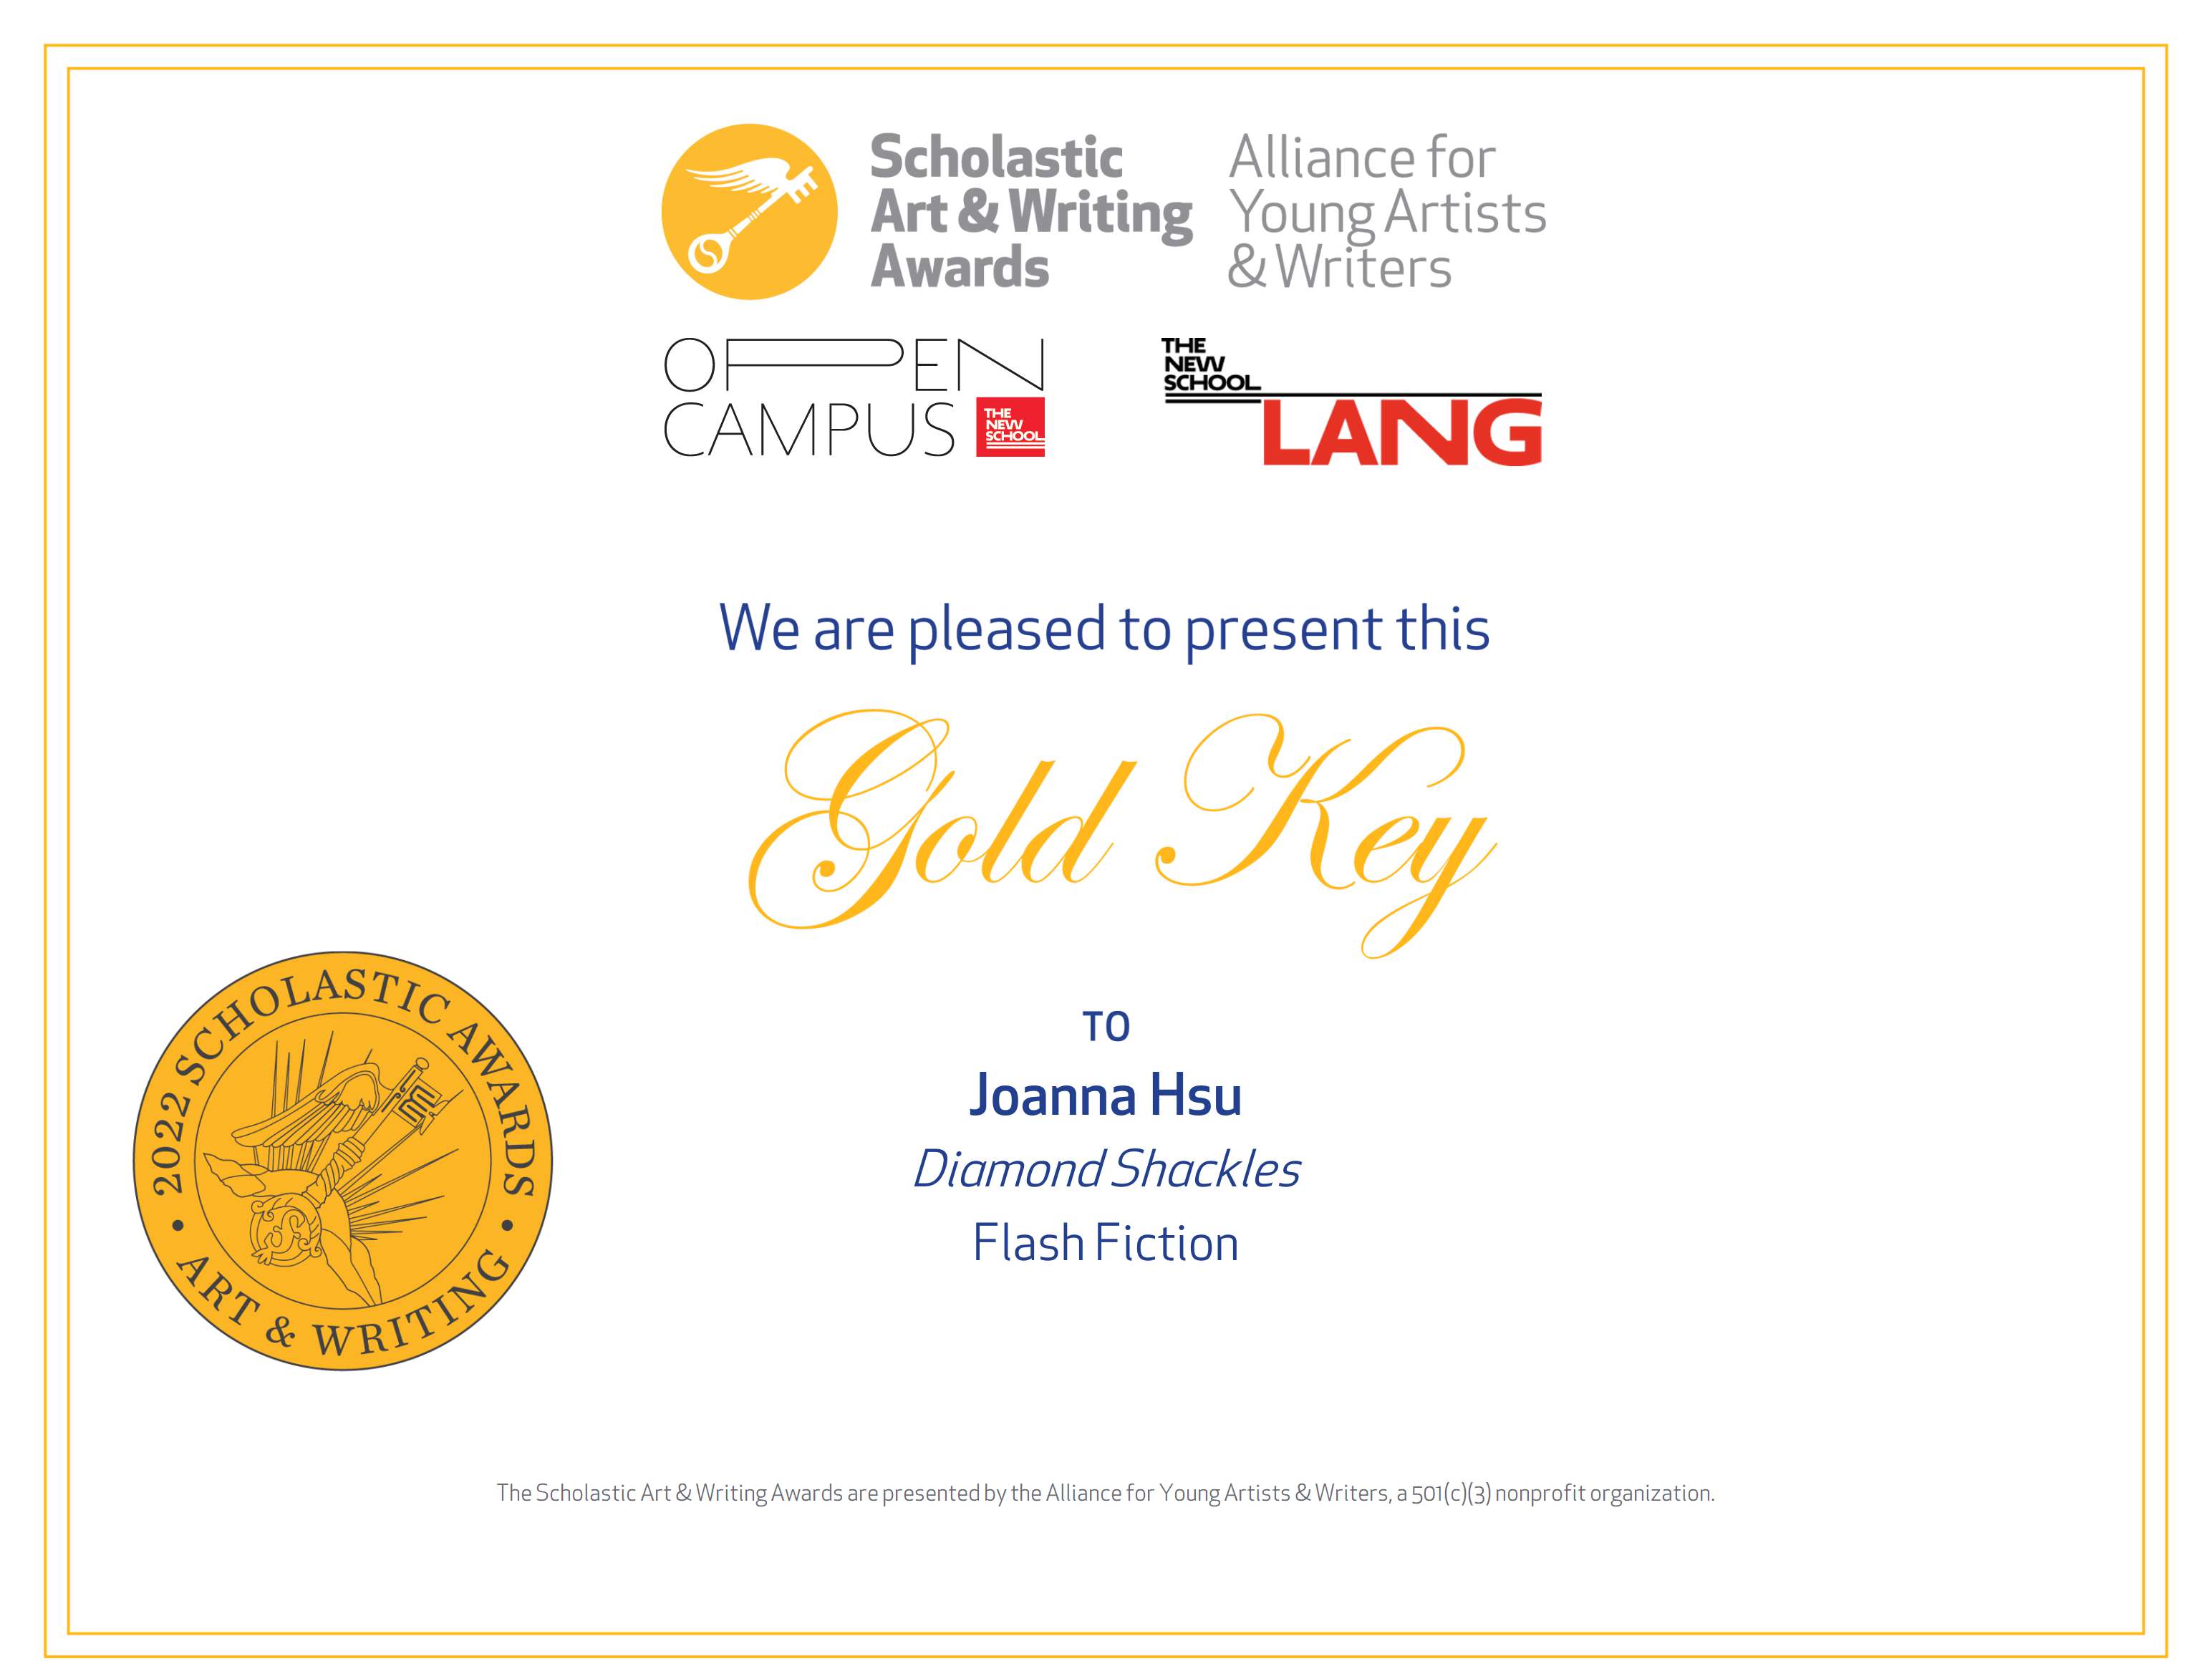 Scholastic
Art & Writing
Awards
Alliance for
Young Artists
& Writers
OPEN
CAMPUS
THE
NEW
SCHOOL
THE
NEW
SCHOOL
LANG
We are pleased to present this
Gold Key
TO
Joanna Hsu
Diamond Shackles
Flash Fiction
2022 SCHOLASTIC AWARDS
ART & WRITING
The Scholastic Art & Writing Awards are presented by the Alliance for Young Artists & Writers, a 501(c)(3) nonprofit organization.